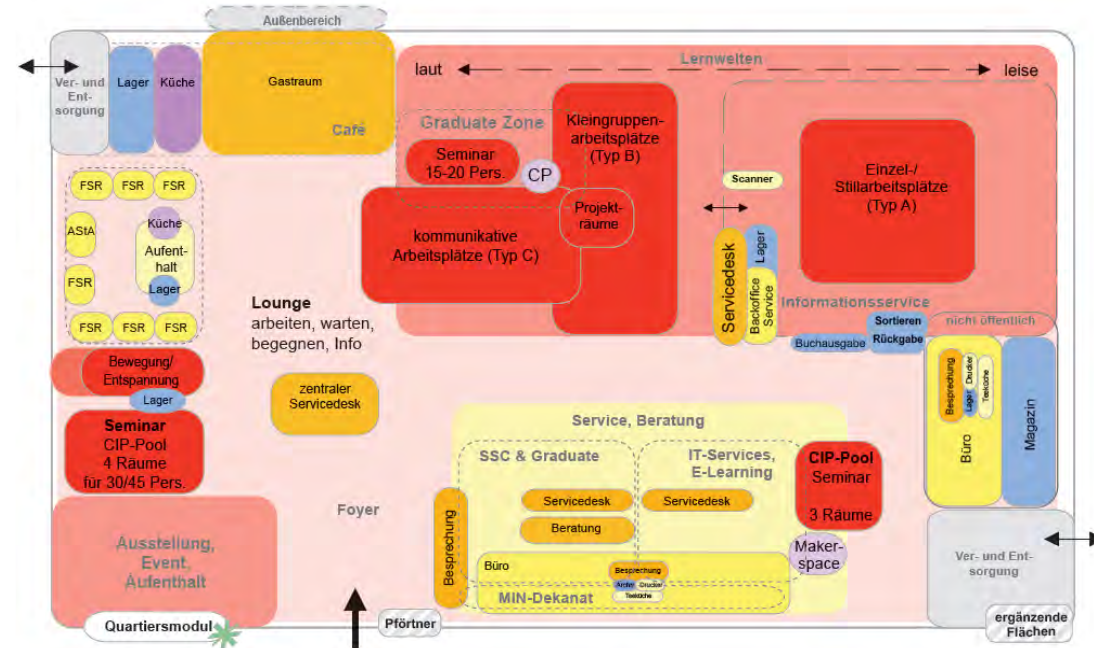 Außenbereich
Ver- und
Ent-
sorgung
Lager
Küche
Gastraum
Café
laut
Lernwelten
leise
Graduate Zone
Seminar
15-20 Pers.
CP
Kleingruppen-
arbeitsplätze
(Typ B)
Projekt-
räume
kommunikative
Arbeitsplätze (Typ C)
Scanner
Einzel-/
Stillarbeitsplätze
(Typ A)
Servicedesk
Lager
Backoffice
Service
Informationsservice
Buchausgabe
Sortieren
Rückgabe
nicht öffentlich
FSR
FSR
FSR
AStA
Küche
Aufent-
halt
Lager
FSR
FSR
FSR
FSR
Lounge
arbeiten, warten,
begegnen, Info
Bewegung/
Entspannung
Lager
zentraler
Servicedesk
Seminar
CIP-Pool
4 Räume
für 30/45 Pers.
Service, Beratung
SSC & Graduate
IT-Services,
E-Learning
Servicedesk
Servicedesk
Beratung
Besprechung
Büro
Besprechung
Archiv
Drucker
Teeküche
MIN-Dekanat
CIP-Pool
Seminar
3 Räume
Maker-
space
Besprechung
Lager
Drucker
Teeküche
Büro
Magazin
Foyer
Ausstellung,
Event,
Aufenthalt
Ver- und Ent-
sorgung
Quartiersmodul
Pförtner
ergänzende
Flächen